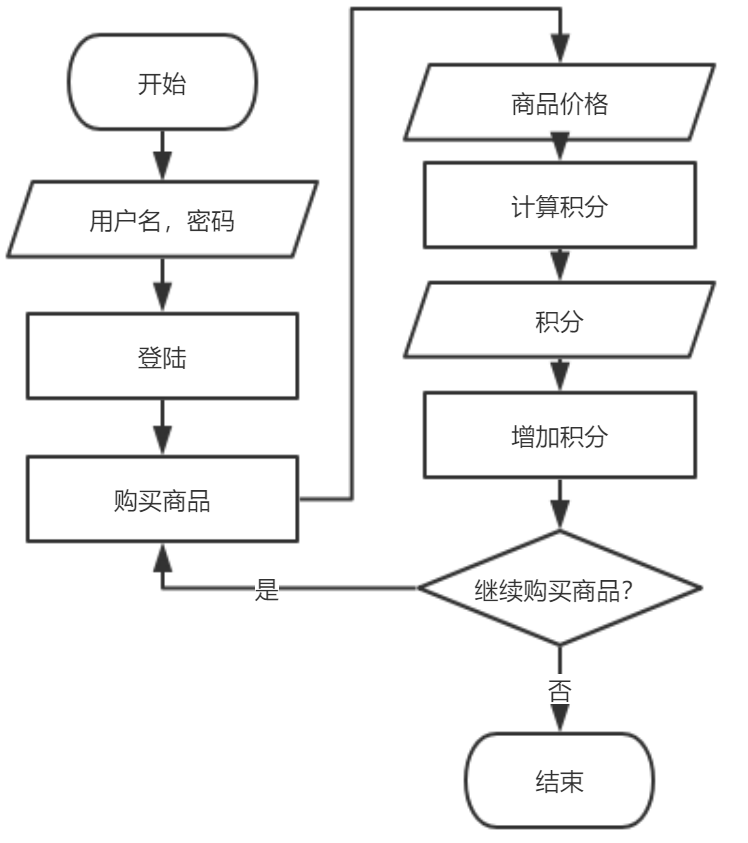 开始
用户名，密码
登陆
购买商品
商品价格
计算积分
积分
增加积分
继续购买商品？
是
否
结束